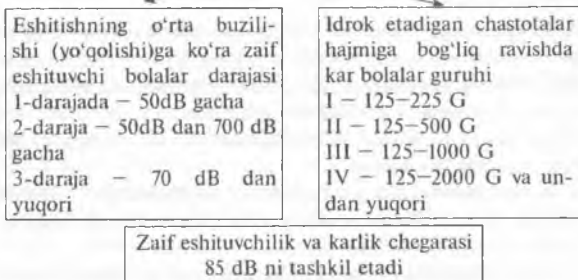 Eshitishning o‘rta buzili-
shi (yo‘qolishi)ga ko‘ra zaif
eshituvchi bolalar darajasi
1-darajada – 50dB gacha
2-daraja – 50dB dan 700 dB
gacha
3-daraja – 70 dB dan
yuqori
Idrok etadigan chastotalar
hajmiga bog‘liq ravishda
kar bolalar guruhi
I – 125–225 G
II – 125–500 G
III – 125–1000 G
IV – 125–2000 G va un-
dan yuqori
Zaif eshituvchilik va karlik chegarasi
85 dB ni tashkil etadi